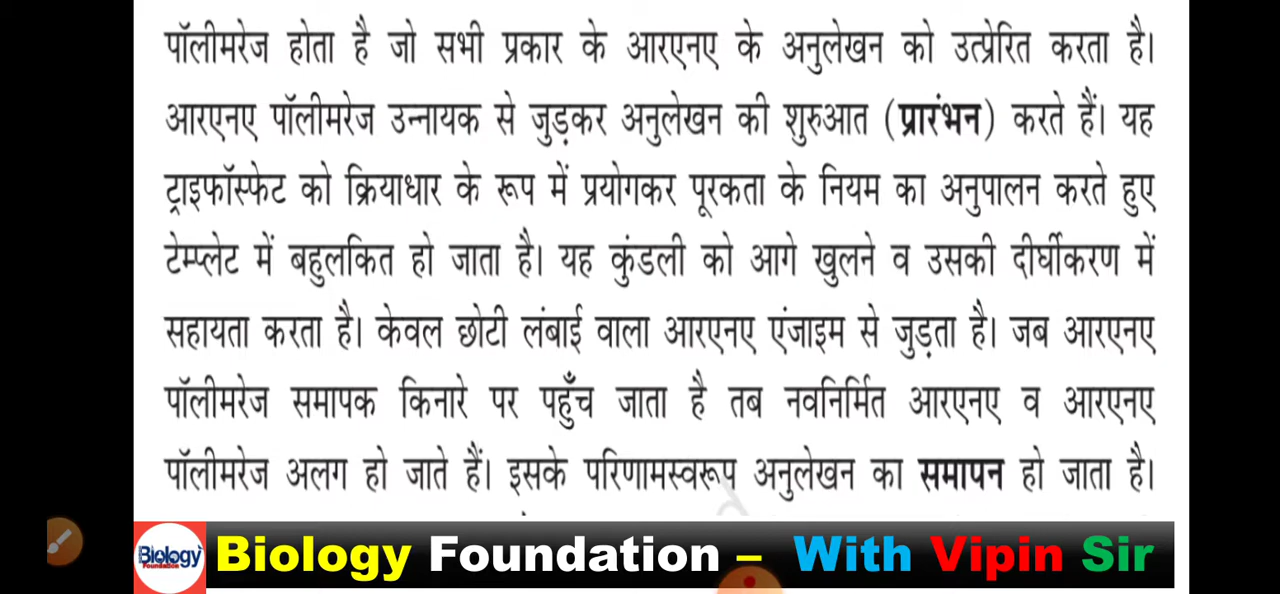 पॉलीमरेज होता है जो सभी प्रकार के आरएनए के अनुलेखन को उत्प्रेरित करता है।
आरएनए पॉलीमरेज उन्नायक से जुड़कर अनुलेखन की शुरुआत (प्रारंभन) करते हैं। यह
ट्राइफॉस्फेट को क्रियाधार के रूप में प्रयोगकर पूरकता के नियम का अनुपालन करते हुए
टेम्प्लेट में बहुलकित हो जाता है। यह कुंडली को आगे खुलने व उसकी दीर्घीकरण में
सहायता करता है। केवल छोटी लंबाई वाला आरएनए एंजाइम से जुड़ता है। जब आरएनए
पॉलीमरेज समापक किनारे पर पहुँच जाता है तब नवनिर्मित आरएनए व आरएनए
पॉलीमरेज अलग हो जाते हैं। इसके परिणामस्वरूप अनुलेखन का समापन हो जाता है।
Biology
Foundation
Biology Foundation – With Vipin Sir